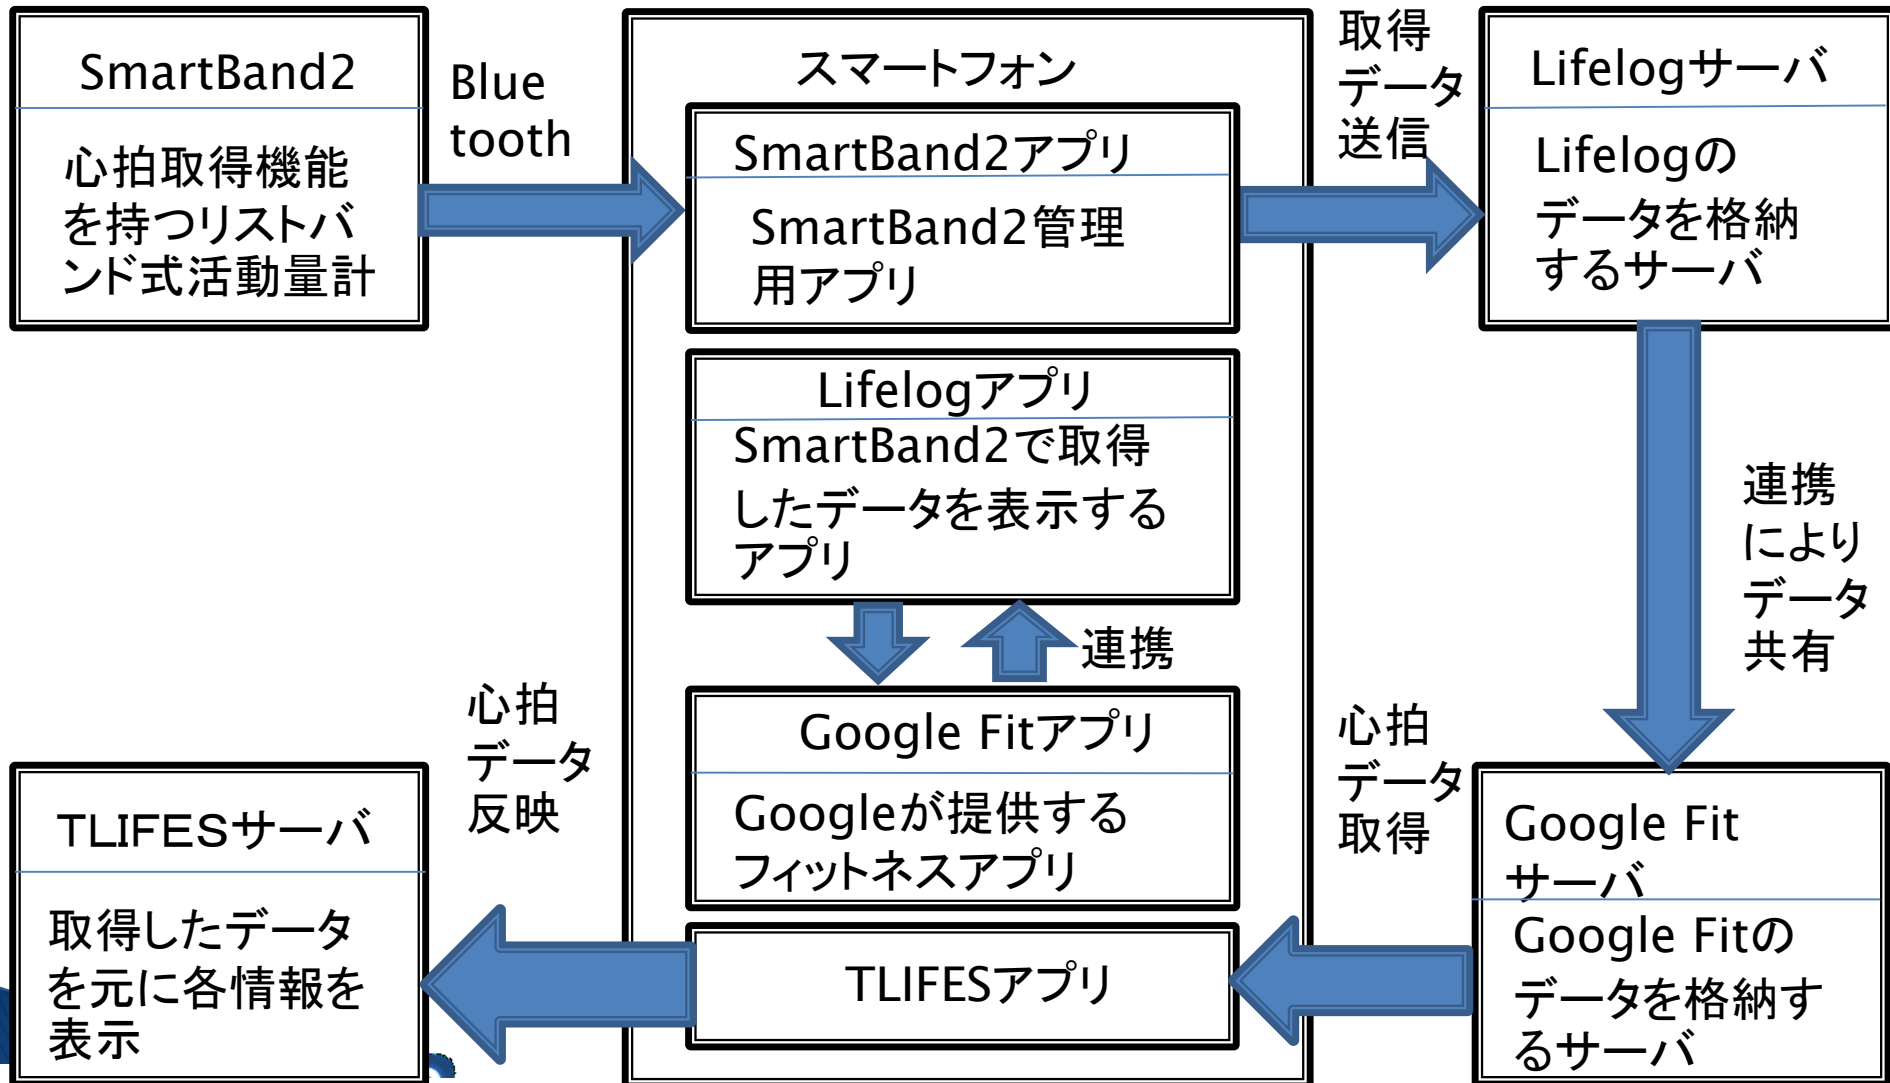 SmartBand2
心拍取得機能
を持つリストバ
ンド式活動量計
Blue
tooth
スマートフォン
SmartBand2アプリ
SmartBand2管理
用アプリ
取得
データ
送信
Lifelogサーバ
Lifelogの
データを格納
するサーバ
Lifelogアプリ
SmartBand2で取得
したデータを表示する
アプリ
連携
連携
により
データ
共有
Google Fitアプリ
Googleが提供する
フィットネスアプリ
心拍
データ
取得
Google Fit
サーバ
Google Fitの
データを格納す
るサーバ
TLIFESアプリ
心拍
データ
反映
TLIFESサーバ
取得したデータ
を元に各情報を
表示